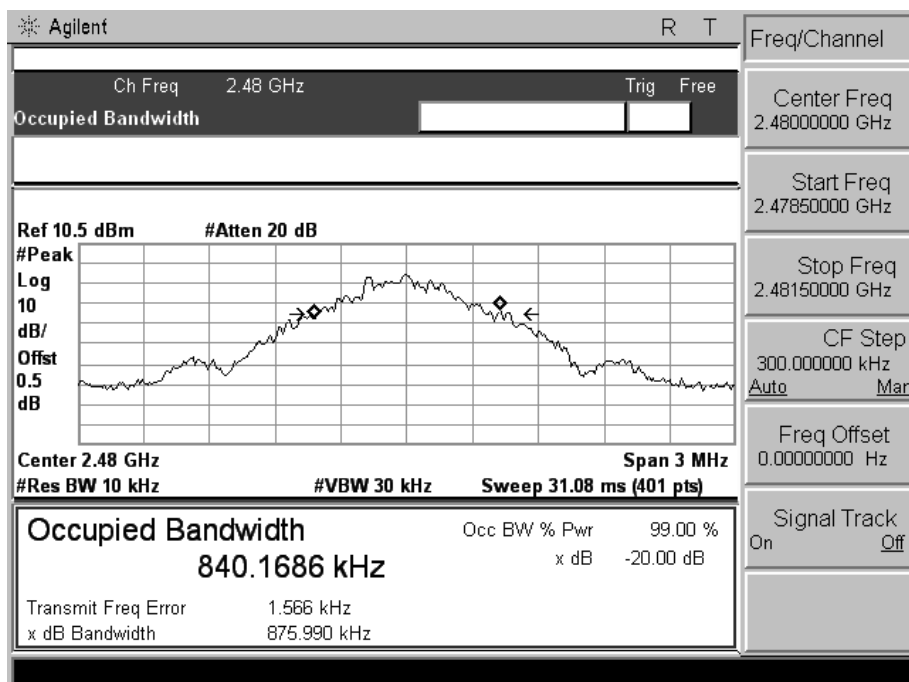 Agilent
R T
Ch Freq 2.48 GHz Trig Free
Occupied Bandwidth
Ref 10.5 dBm #Atten 20 dB
#Peak
Log
10
dB/
Offst
0.5
dB
Center 2.48 GHz Span 3 MHz
#Res BW 10 kHz #VBW 30 kHz Sweep 31.08 ms (401 pts)
Occupied Bandwidth
840.1686 kHz
Occ BW % Pwr 99.00 %
x dB -20.00 dB
Transmit Freq Error 1.566 kHz
x dB Bandwidth 875.990 kHz
Freq/Channel
Center Freq
2.48000000 GHz
Start Freq
2.47850000 GHz
Stop Freq
2.48150000 GHz
CF Step
300.000000 kHz
Auto Mar
Freq Offset
0.00000000 Hz
Signal Track
On Off